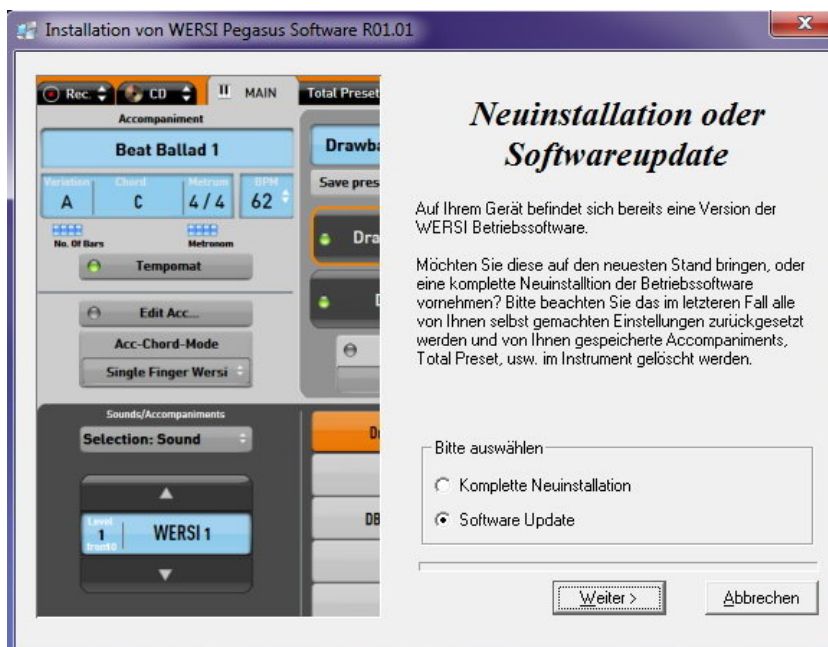 Installation von WERSI Pegasus Software R01.01
Rec.
CD
MAIN
Total Preset
Accompaniment
Beat Ballad 1
Variation Chord Metrum BPM
A C 4/4 62
No. Of Bars Metronom
Tempomat
Edit Acc...
Acc-Chord-Mode
Single Finger Wersi
Sounds/Accompaniments
Selection: Sound
Level
1
WERSI 1
Save pres
DB
Neuinstallation oder
Softwareupdate
Auf Ihrem Gerät befindet sich bereits eine Version der
WERSI Betriebssoftware.
Möchten Sie diese auf den neuesten Stand bringen, oder
eine komplette Neuinstalltion der Betriebssoftware
vornehmen? Bitte beachten Sie das im letzteren Fall alle
von Ihnen selbst gemachten Einstellungen zurückgesetzt
werden und von Ihnen gespeicherte Accompaniments,
Total Preset, usw. im Instrument gelöscht werden.
Bitte auswählen
Komplette Neuinstallation
Software Update
Weiter >
Abbrechen